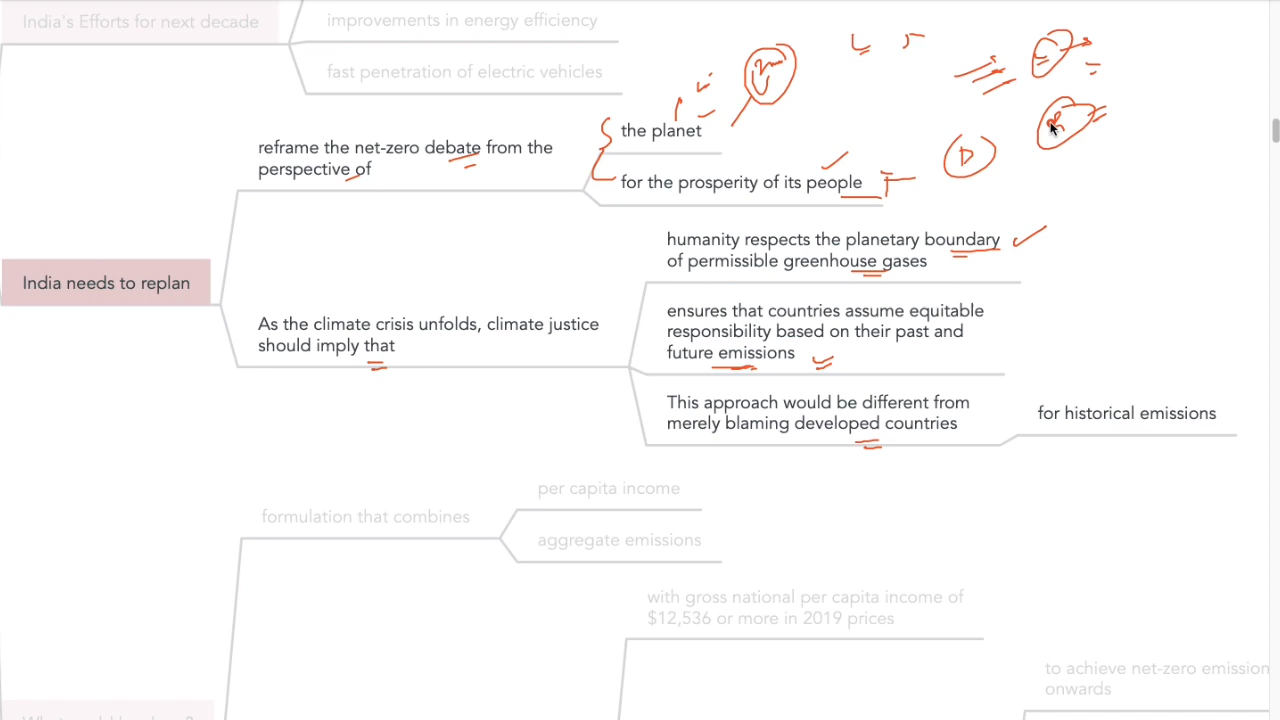 India's Efforts for next decade
improvements in energy efficiency
fast penetration of electric vehicles
India needs to replan
reframe the net-zero debate from the
perspective of
the planet
for the prosperity of its people
As the climate crisis unfolds, climate justice
should imply that
humanity respects the planetary boundary
of permissible greenhouse gases
ensures that countries assume equitable
responsibility based on their past and
future emissions
This approach would be different from
merely blaming developed countries
for historical emissions
D
formulation that combines
per capita income
aggregate emissions
with gross national per capita income of
$12,536 or more in 2019 prices
to achieve net-zero emission
onwards